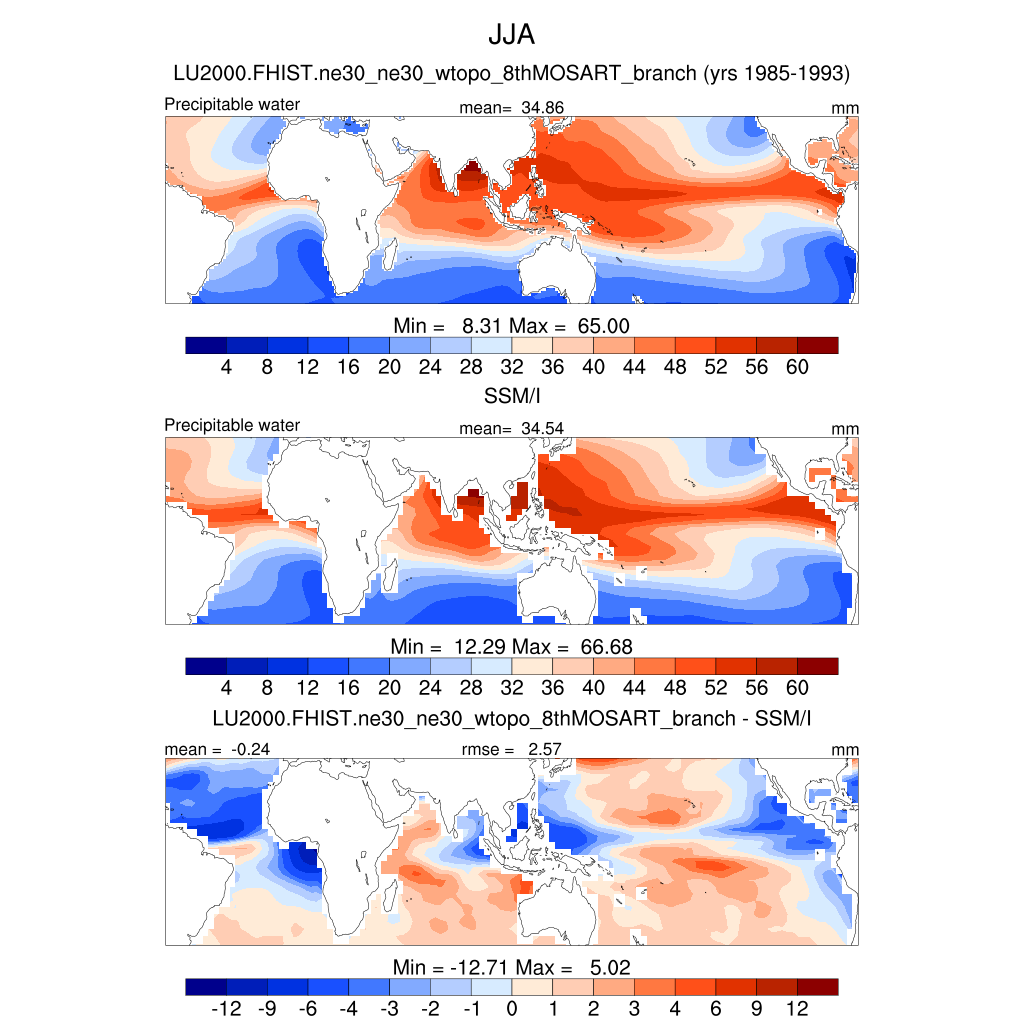 JJA
LU2000.FHIST.ne30_ne30_wtopo_8thMOSART_branch (yrs 1985-1993)
Precipitable water mean= 34.86 mm
Min = 8.31 Max = 65.00
4 8 12 16 20 24 28 32 36 40 44 48 52 56 60
SSM/I
Precipitable water mean= 34.54 mm
Min = 12.29 Max = 66.68
4 8 12 16 20 24 28 32 36 40 44 48 52 56 60
LU2000.FHIST.ne30_ne30_wtopo_8thMOSART_branch - SSM/I
mean = -0.24 rmse = 2.57 mm
Min = -12.71 Max = 5.02
-12 -9 -6 -4 -3 -2 -1 0 1 2 3 4 6 9 12